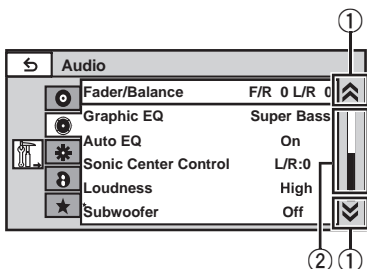 ①
Audio
Fader/Balance F/R 0 L/R 0
Graphic EQ Super Bass
Auto EQ On
Sonic Center Control L/R:0
Loudness High
Subwoofer Off
② ①